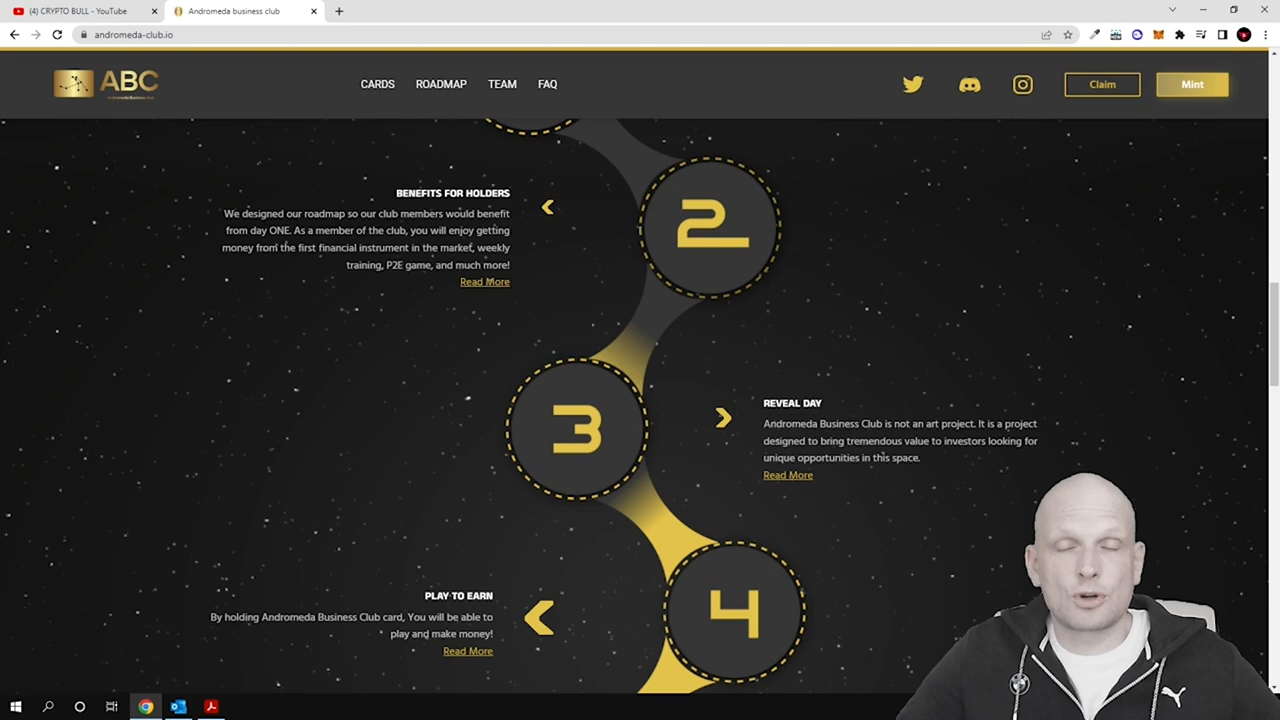 (4) CRYPTO BULL - YouTube
Andromeda business club
andromeda-club.io
ABC
CARDS
ROADMAP
TEAM
FAQ
Claim
Mint
2
BENEFITS FOR HOLDERS
We designed our roadmap so our club members would benefit
from day ONE. As a member of the club, you will enjoy getting
money from the first financial instrument in the market, weekly
training, P2E game, and much more!
Read More
3
REVEAL DAY
Andromeda Business Club is not an art project. It is a project
designed to bring tremendous value to investors looking for
unique opportunities in this space.
Read More
4
PLAY TO EARN
By holding Andromeda Business Club card, You will be able to
play and make money!
Read More